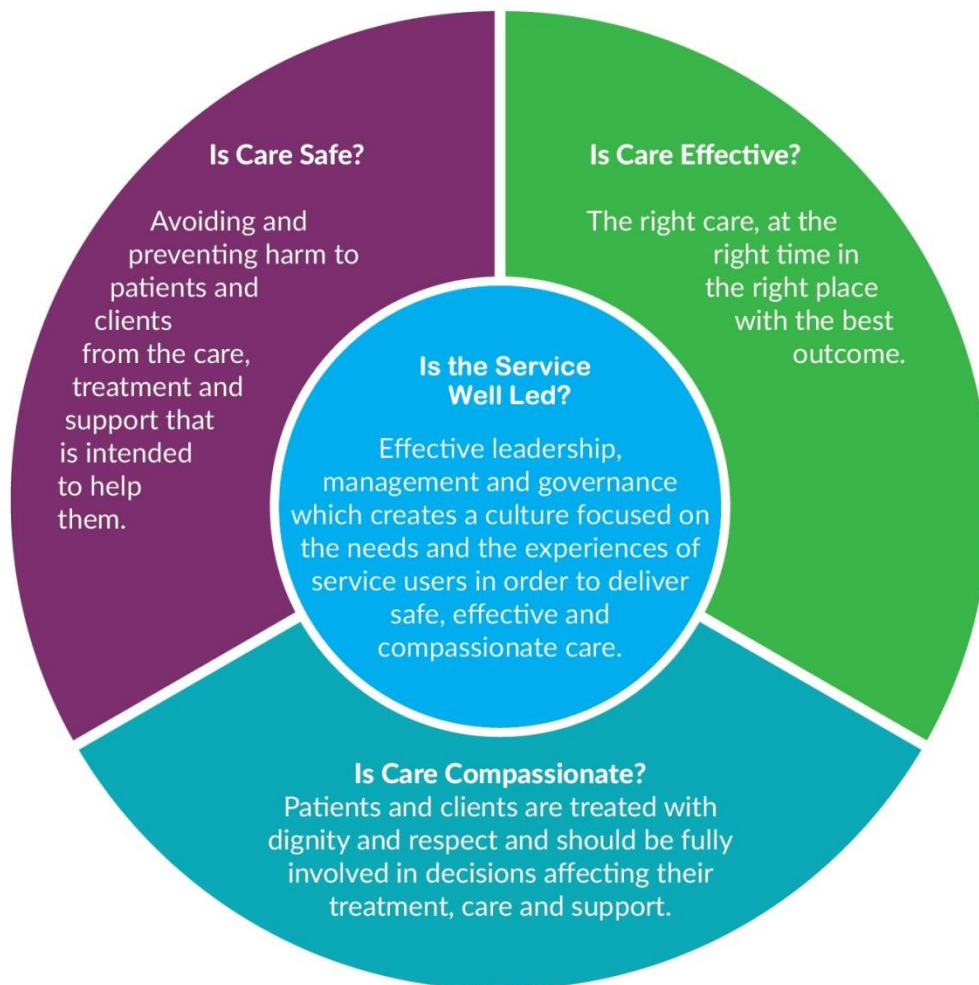 Is Care Safe?
Avoiding and
preventing harm to
patients and
clients
from the care,
treatment and
support that
is intended
to help
them.
Is Care Effective?
The right care, at the
right time in
the right place
with the best
outcome.
Is the Service
Well Led?
Effective leadership,
management and governance
which creates a culture focused on
the needs and the experiences of
service users in order to deliver
safe, effective and
compassionate care.
Is Care Compassionate?
Patients and clients are treated with
dignity and respect and should be fully
involved in decisions affecting their
treatment, care and support.